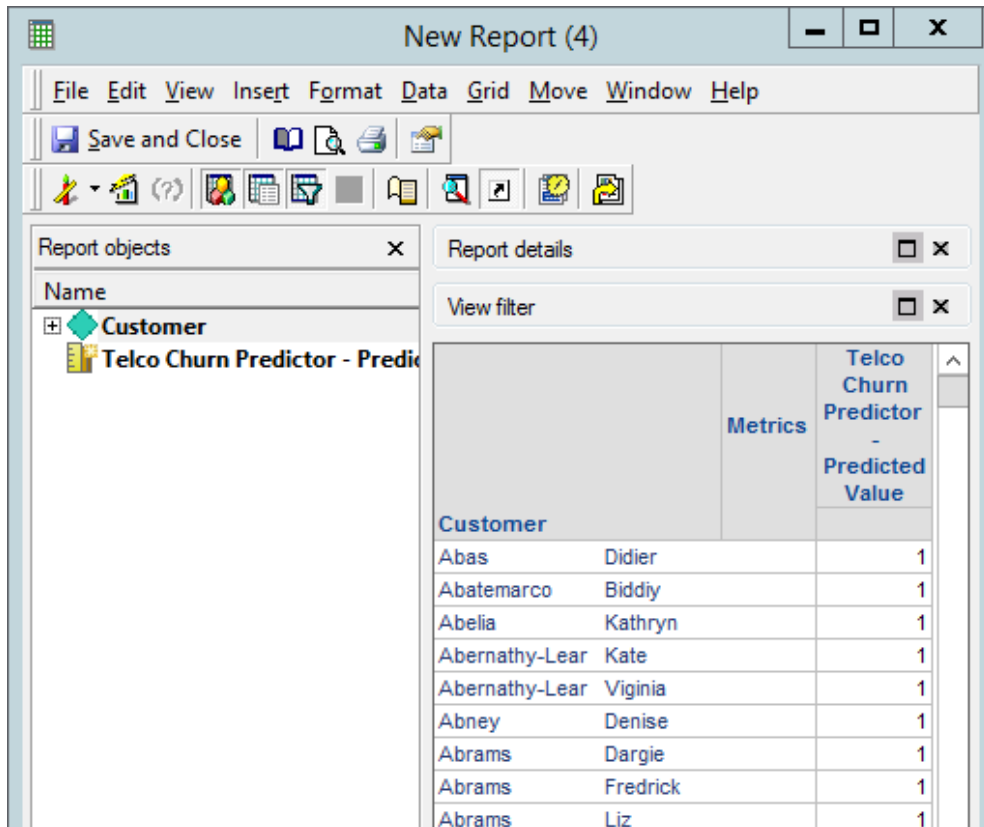 New Report (4)
File Edit View Insert Format Data Grid Move Window Help
Save and Close
Report objects
Name
Customer
Telco Churn Predictor - Predic
Report details
View filter
Customer
Metrics
Telco
Churn
Predictor
-
Predicted
Value
Abas Didier 1
Abatemarco Biddiy 1
Abelia Kathryn 1
Abernathy-Lear Kate 1
Abernathy-Lear Viginia 1
Abney Denise 1
Abrams Dargie 1
Abrams Fredrick 1
Abrams Liz 1